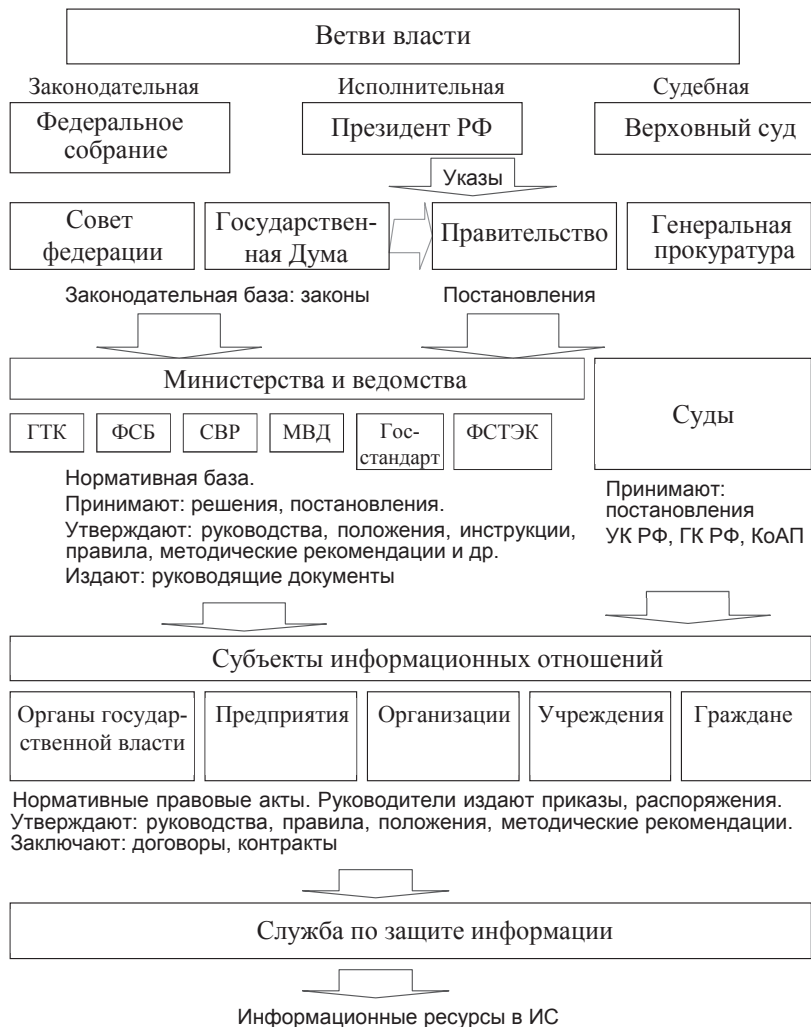 Ветви власти
Законодательная
Исполнительная
Судебная
Федеральное
собрание
Президент РФ
Верховный суд
Указы
Совет
федерации
Государствен-
ная Дума
Правительство
Генеральная
прокуратура
Законодательная база: законы
Постановления
Министерства и ведомства
Суды
ГТК
ФСБ
СВР
МВД
Гос-
стандарт
ФСТЭК
Нормативная база.
Принимают: решения, постановления.
Утверждают: руководства, положения, инструкции,
правила, методические рекомендации и др.
Издают: руководящие документы
Принимают:
постановления
УК РФ, ГК РФ, КоАП
Субъекты информационных отношений
Органы государ-
ственной власти
Предприятия
Организации
Учреждения
Граждане
Нормативные правовые акты. Руководители издают приказы, распоряжения.
Утверждают: руководства, правила, положения, методические рекомендации.
Заключают: договоры, контракты
Служба по защите информации
Информационные ресурсы в ИС